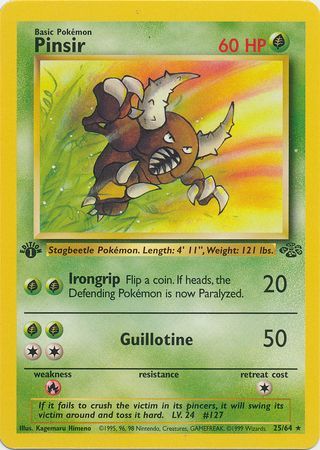 Basic Pokémon
Pinsir
60 HP
EDITION
1
Stagbeetle Pokémon. Length: 4' 11", Weight: 121 lbs.
Irongrip Flip a coin. If heads, the
Defending Pokémon is now Paralyzed.
20
Guillotine
50
weakness
resistance
retreat cost
If it fails to crush the victim in its pincers, it will swing its
victim around and toss it hard. LV. 24 #127
Illus. Kagemaru Himeno
©1995, 96, 98 Nintendo, Creatures, GAMEFREAK. ©1999 Wizards.
25/64 ★